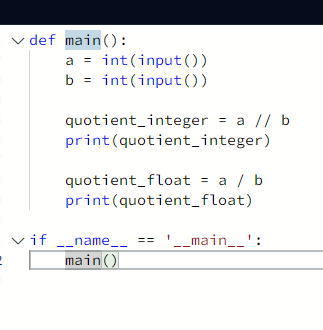 def main():
    a = int(input())
    b = int(input())

    quotient_integer = a // b
    print(quotient_integer)

    quotient_float = a / b
    print(quotient_float)

if __name__ == '__main__':
    main()